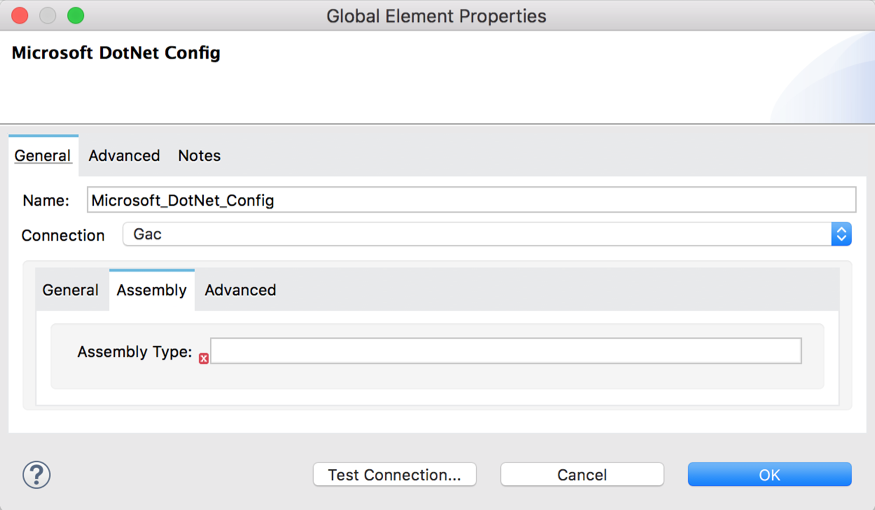 Global Element Properties
Microsoft DotNet Config
General Advanced Notes
Name: Microsoft_DotNet_Config
Connection Gac
General Assembly Advanced
Assembly Type:
? Test Connection... Cancel OK